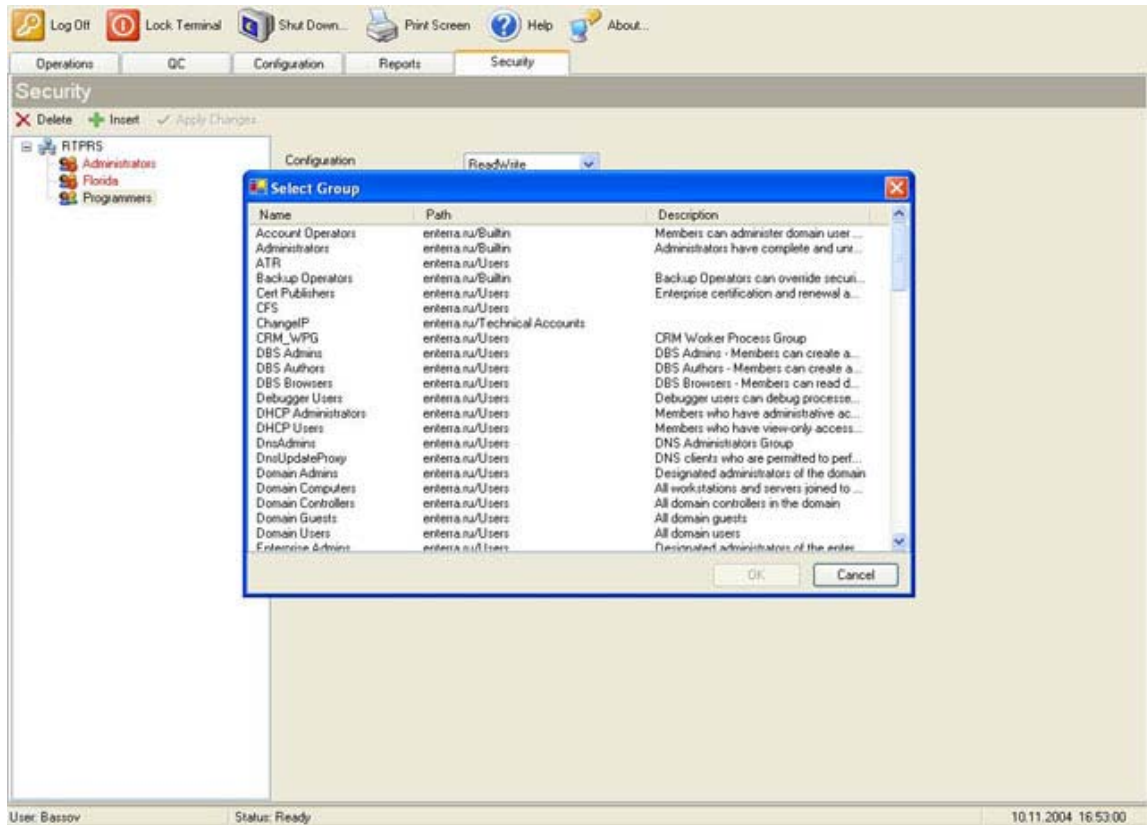 Log Off Lock Terminal Shut Down... Print Screen Help About...
Operations QC Configuration Reports Security
Security
Delete Insert Apply Changes
RTPRS
Administrators
Florida
Programmers
Configuration ReadWrite
Select Group
Name Path Description
Account Operators enterra.ru/Builtin Members can administer domain user ...
Administrators enterra.ru/Builtin Administrators have complete and unr...
ATR enterra.ru/Users
Backup Operators enterra.ru/Builtin Backup Operators can override securi...
Cert Publishers enterra.ru/Users Enterprise certification and renewal a...
CFS enterra.ru/Users
ChangeIP enterra.ru/Technical Accounts
CRM_WPG enterra.ru/Users CRM Worker Process Group
DBS Admins enterra.ru/Users DBS Admins - Members can create a...
DBS Authors enterra.ru/Users DBS Authors - Members can create a...
DBS Browsers enterra.ru/Users DBS Browsers - Members can read d...
Debugger Users enterra.ru/Users Debugger users can debug processe...
DHCP Administrators enterra.ru/Users Members who have administrative ac...
DHCP Users enterra.ru/Users Members who have view-only access...
DnsAdmins enterra.ru/Users DNS Administrators Group
DnsUpdateProxy enterra.ru/Users DNS clients who are permitted to perf...
Domain Admins enterra.ru/Users Designated administrators of the domain
Domain Computers enterra.ru/Users All workstations and servers joined to ...
Domain Controllers enterra.ru/Users All domain controllers in the domain
Domain Guests enterra.ru/Users All domain guests
Domain Users enterra.ru/Users All domain users
Enterprise Admins enterra.ru/Users Designated administrators of the enter...
OK Cancel
User: Bassov Status: Ready 10.11.2004 16:53:00